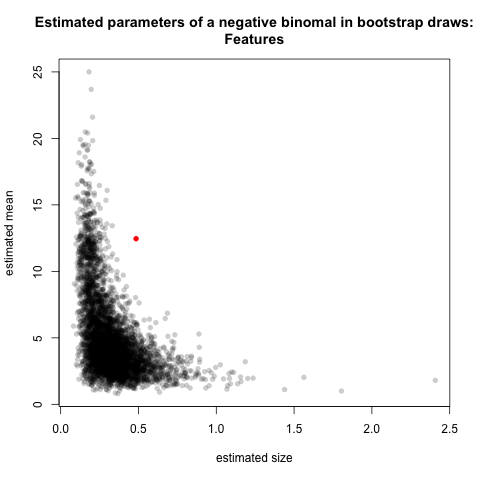 Estimated parameters of a negative binomal in bootstrap draws:
Features
25
20
15
10
5
0
estimated mean
0.0 0.5 1.0 1.5 2.0 2.5
estimated size